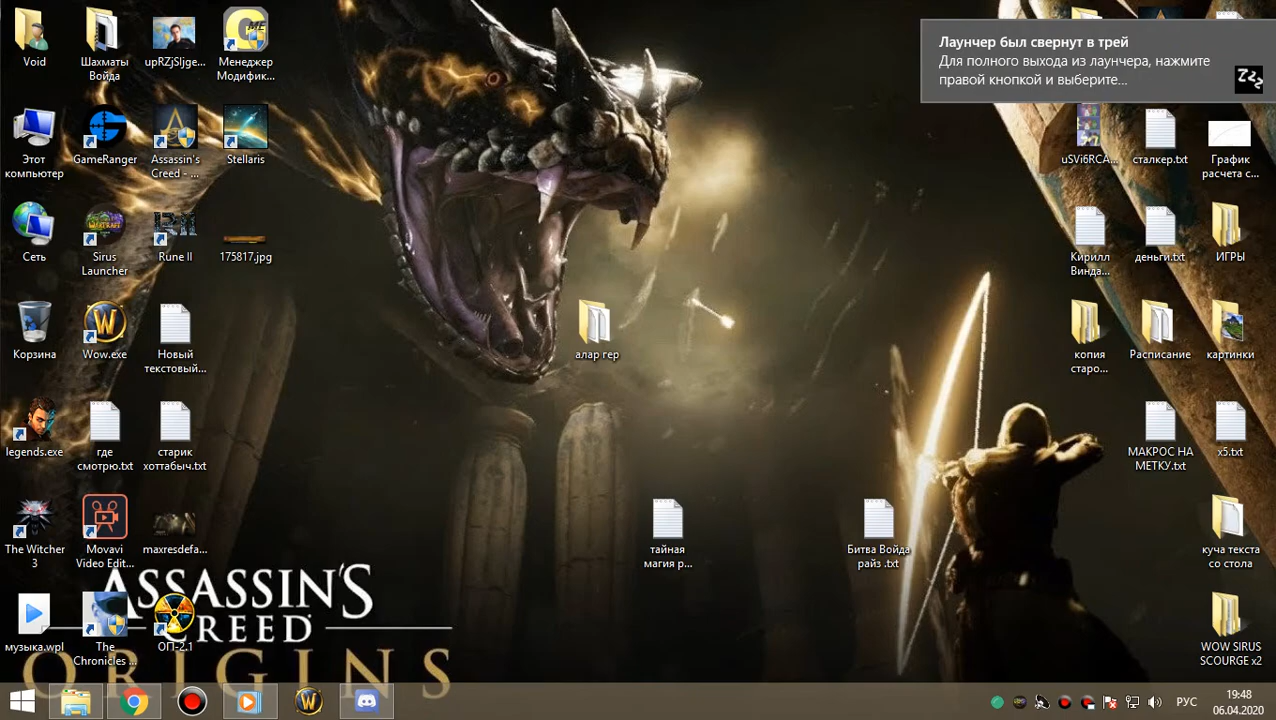 Void
Шахматы
Войда
upRZjSljge...
Менеджер
Модифик...
Лаунчер был свернут в трей
Для полного выхода из лаунчера, нажмите
правой кнопкой и выберите...
Этот
компьютер
GameRanger
Assassin's
Creed - ...
Stellaris
uSVi6RCA...
сталкер.txt
График
расчета с...
Сеть
Sirus
Launcher
Rune II
175817.jpg
Кирилл
Винда...
деньги.txt
ИГРЫ
Корзина
Wow.exe
Новый
текстовый...
алар гер
копия
старо...
Расписание
картинки
legends.exe
где
смотрю.txt
старик
хоттабыч.txt
МАКРОС НА
МЕТКУ.txt
x5.txt
The Witcher
3
Movavi
Video Edit...
maxresdefa...
тайная
магия р...
Битва Войда
райз .txt
куча текста
со стола
ASSASSIN'S
CREED
ORIGINS
музыка.wpl
The
Chronicles ...
ОП-2.1
WOW SIRUS
SCOURGE x2
РУС
19:48
06.04.2020